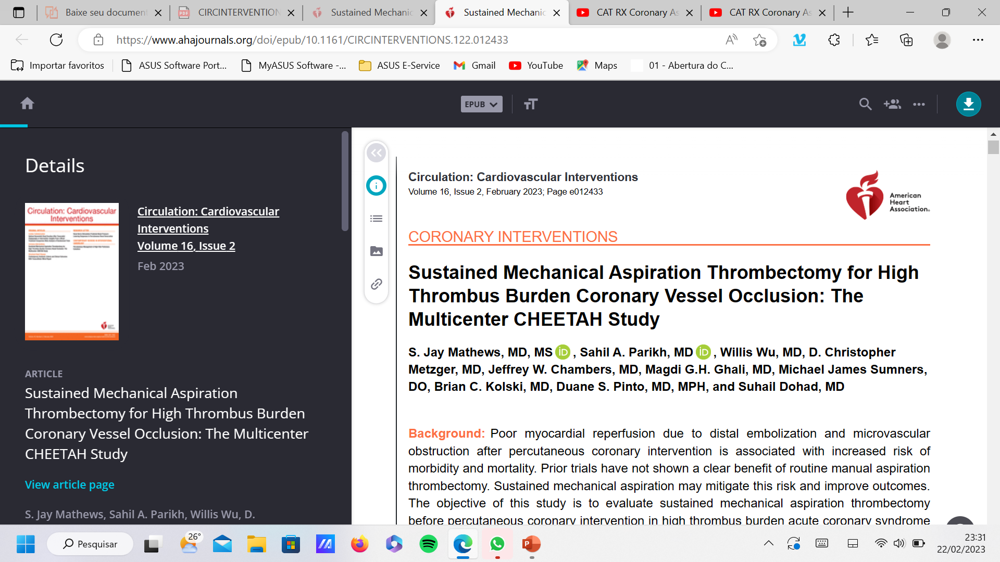 Baixe seu document
CIRCINTERVENTION
Sustained Mechanic
Sustained Mechanic
CAT RX Coronary As
CAT RX Coronary As
https://www.ahajournals.org/doi/epub/10.1161/CIRCINTERVENTIONS.122.012433
Importar favoritos
ASUS Software Port...
MyASUS Software -...
ASUS E-Service
Gmail
YouTube
Maps
01 - Abertura do C...
EPUB
Details
Circulation: Cardiovascular
Interventions
Circulation: Cardiovascular
Interventions
Volume 16, Issue 2
Feb 2023
ARTICLE
Sustained Mechanical Aspiration
Thrombectomy for High Thrombus Burden
Coronary Vessel Occlusion: The Multicenter
CHEETAH Study
View article page
S. Jay Mathews, Sahil A. Parikh, Willis Wu, D.
Circulation: Cardiovascular Interventions
Volume 16, Issue 2, February 2023; Page e012433
American
Heart
Association.
CORONARY INTERVENTIONS
Sustained Mechanical Aspiration Thrombectomy for High
Thrombus Burden Coronary Vessel Occlusion: The
Multicenter CHEETAH Study
S. Jay Mathews, MD, MS iD , Sahil A. Parikh, MD iD , Willis Wu, MD, D. Christopher
Metzger, MD, Jeffrey W. Chambers, MD, Magdi G.H. Ghali, MD, Michael James Sumners,
DO, Brian C. Kolski, MD, Duane S. Pinto, MD, MPH, and Suhail Dohad, MD
Background: Poor myocardial reperfusion due to distal embolization and microvascular
obstruction after percutaneous coronary intervention is associated with increased risk of
morbidity and mortality. Prior trials have not shown a clear benefit of routine manual aspiration
thrombectomy. Sustained mechanical aspiration may mitigate this risk and improve outcomes.
The objective of this study is to evaluate sustained mechanical aspiration thrombectomy
before percutaneous coronary intervention in high thrombus burden acute coronary syndrome
Pesquisar
26°
23:31
22/02/2023